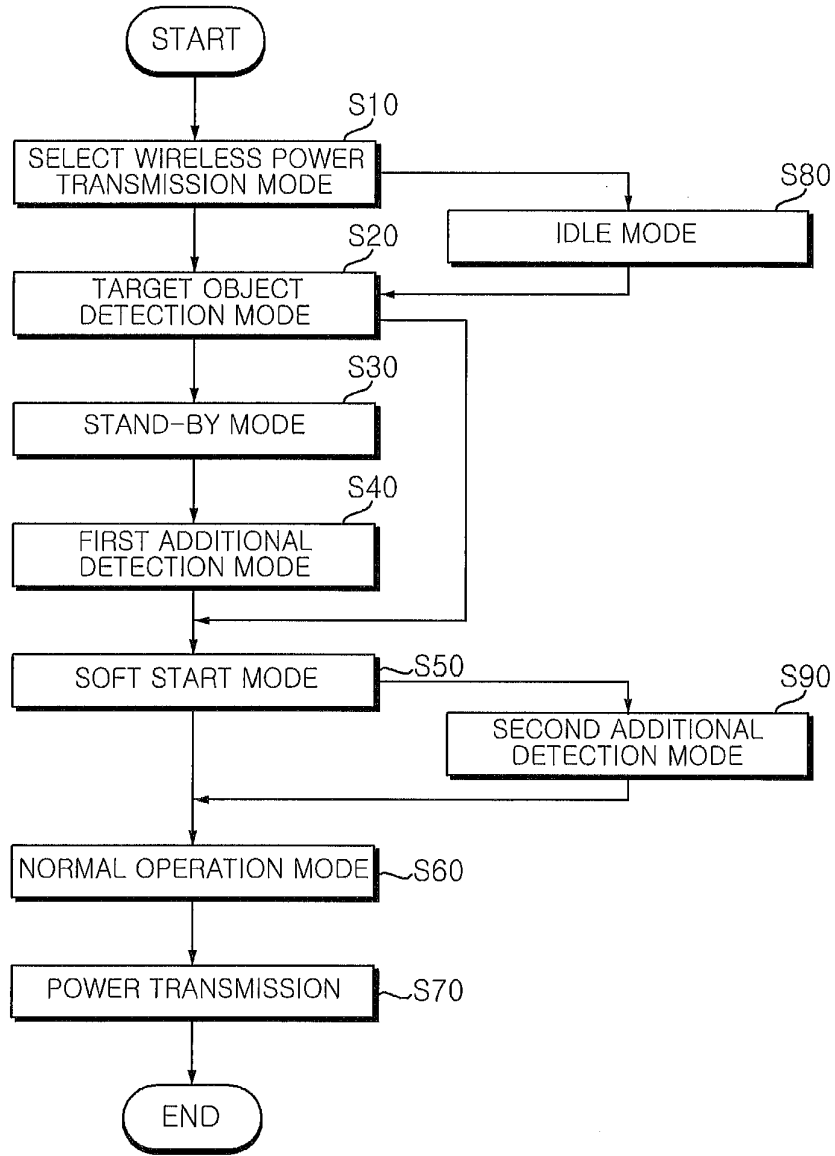 START
S10
SELECT WIRELESS POWER
TRANSMISSION MODE
S80
IDLE MODE
S20
TARGET OBJECT
DETECTION MODE
S30
STAND-BY MODE
S40
FIRST ADDITIONAL
DETECTION MODE
SOFT START MODE
S50
S90
SECOND ADDITIONAL
DETECTION MODE
NORMAL OPERATION MODE
S60
POWER TRANSMISSION
S70
END